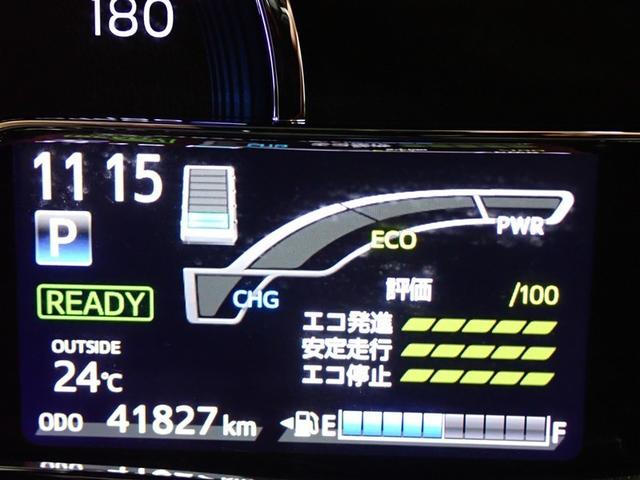 180
11 15
P
PWR
ECO
CHG
READY
評価 /100
エコ発進
安定走行
エコ停止
OUTSIDE
24℃
ODO 41827 km
E F